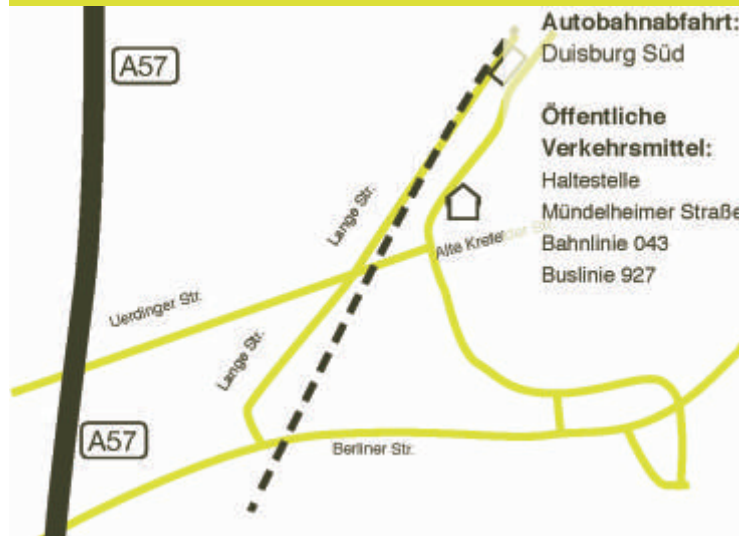 A57
Autobahnabfahrt:
Duisburg Süd
Öffentliche
Verkehrsmittel:
Haltestelle
Mündelheimer Straße
Bahnlinie 043
Buslinie 927
Lange Str.
Alte Krefelder Str.
Uerdinger Str.
Lange Str.
A57
Berliner Str.